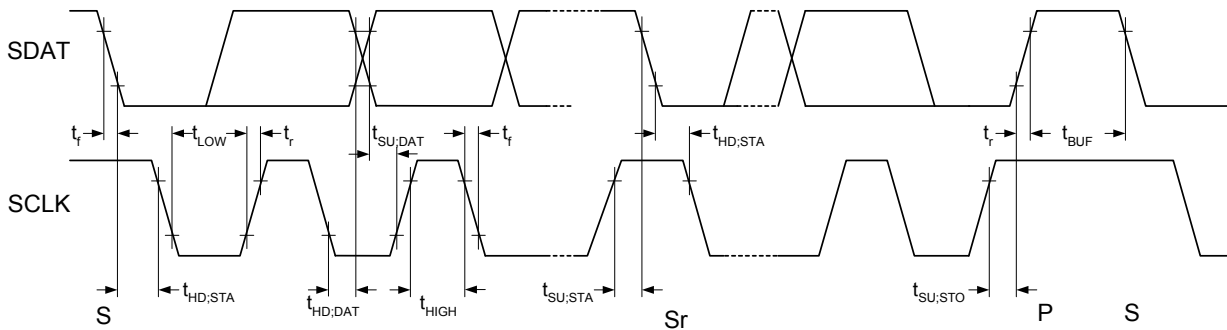 SDAT
t_f t_LOW t_r t_SU;DAT t_f t_HD;STA t_r t_BUF
SCLK
t_HD;STA t_HD;DAT t_HIGH t_SU;STA t_SU;STO
S Sr P S